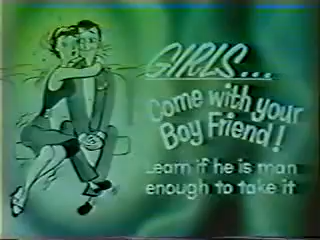 GIRLS...
Come with your
Boy Friend!
Learn if he is man
enough to take it